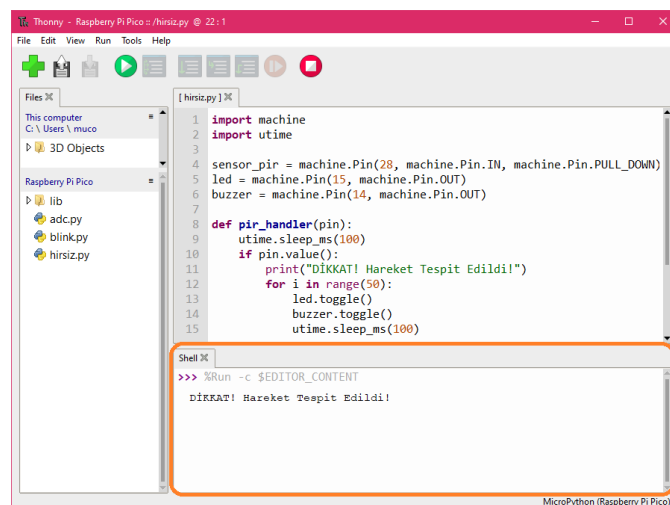 Thonny - Raspberry Pi Pico :: /hirsiz.py @ 22 : 1
File Edit View Run Tools Help
Files
This computer
C: \ Users \ muco
3D Objects
Raspberry Pi Pico
lib
adc.py
blink.py
hirsiz.py
[ hirsiz.py ]
1 import machine
2 import utime
3
4 sensor_pir = machine.Pin(28, machine.Pin.IN, machine.Pin.PULL_DOWN)
5 led = machine.Pin(15, machine.Pin.OUT)
6 buzzer = machine.Pin(14, machine.Pin.OUT)
7
8 def pir_handler(pin):
9     utime.sleep_ms(100)
10     if pin.value():
11         print("DİKKAT! Hareket Tespit Edildi!")
12         for i in range(50):
13             led.toggle()
14             buzzer.toggle()
15             utime.sleep_ms(100)
Shell
>>> %Run -c $EDITOR_CONTENT
DİKKAT! Hareket Tespit Edildi!
MicroPython (Raspberry Pi Pico)